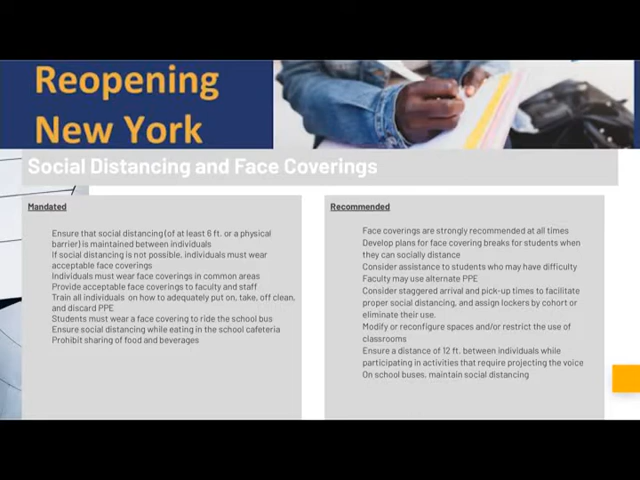 Reopening
New York
Social Distancing and Face Coverings
Mandated
Ensure that social distancing (of at least 6 ft. or a physical
barrier) is maintained between individuals
If social distancing is not possible, individuals must wear
acceptable face coverings
Individuals must wear face coverings in common areas
Provide acceptable face coverings to faculty and staff
Train all individuals on how to adequately put on, take, off clean,
and discard PPE
Students must wear a face covering to ride the school bus
Ensure social distancing while eating in the school cafeteria
Prohibit sharing of food and beverages
Recommended
Face coverings are strongly recommended at all times
Develop plans for face covering breaks for students when
they can socially distance
Consider assistance to students who may have difficulty
Faculty may use alternate PPE
Consider staggered arrival and pick-up times to facilitate
proper social distancing, and assign lockers by cohort or
eliminate their use.
Modify or reconfigure spaces and/or restrict the use of
classrooms
Ensure a distance of 12 ft. between individuals while
participating in activities that require projecting the voice
On school buses, maintain social distancing